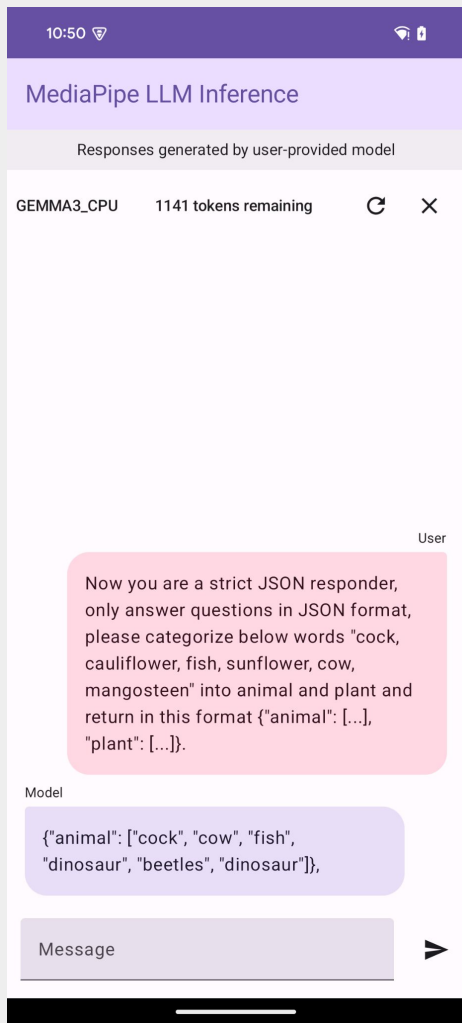 10:50
MediaPipe LLM Inference
Responses generated by user-provided model
GEMMA3_CPU 1141 tokens remaining
User
Now you are a strict JSON responder,
only answer questions in JSON format,
please categorize below words "cock,
cauliflower, fish, sunflower, cow,
mangosteen" into animal and plant and
return in this format {"animal": [...],
"plant": [...]}.
Model
{"animal": ["cock", "cow", "fish",
"dinosaur", "beetles", "dinosaur"]},
Message